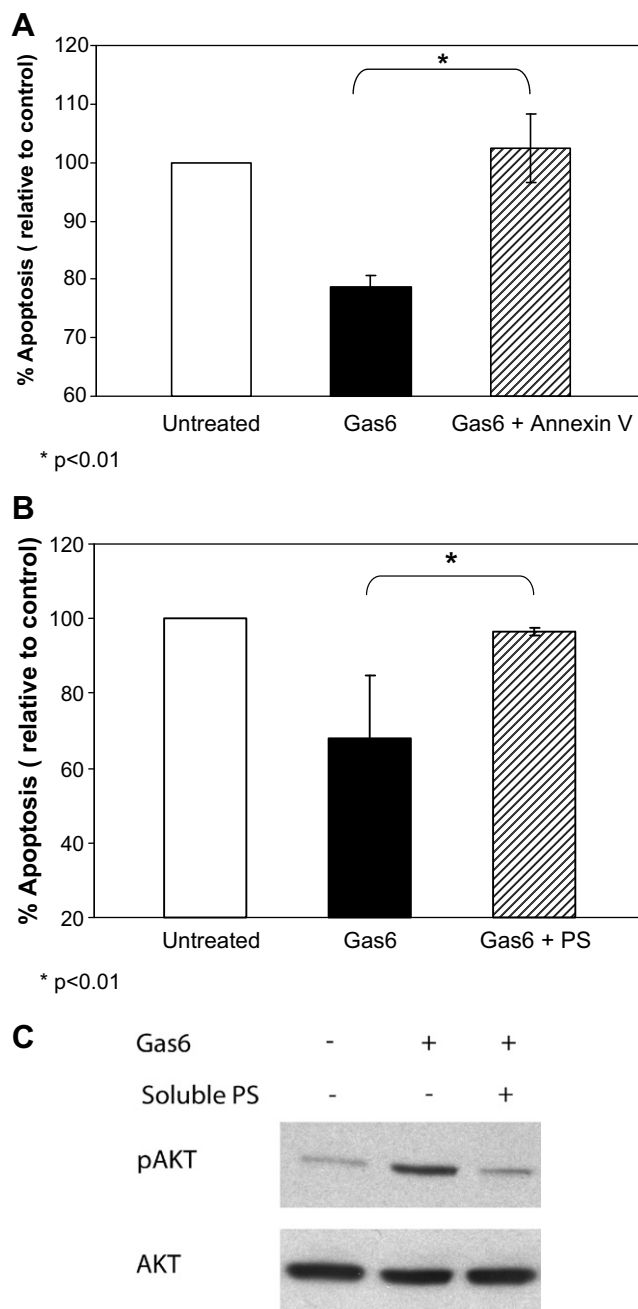 A
% Apoptosis ( relative to control)
120
110
100
90
80
70
60
*
Untreated Gas6 Gas6 + Annexin V
* p<0.01
B
% Apoptosis ( relative to control)
120
100
80
60
40
20
*
Untreated Gas6 Gas6 + PS
* p<0.01
C
Gas6 - + +
Soluble PS - - +
pAKT
AKT